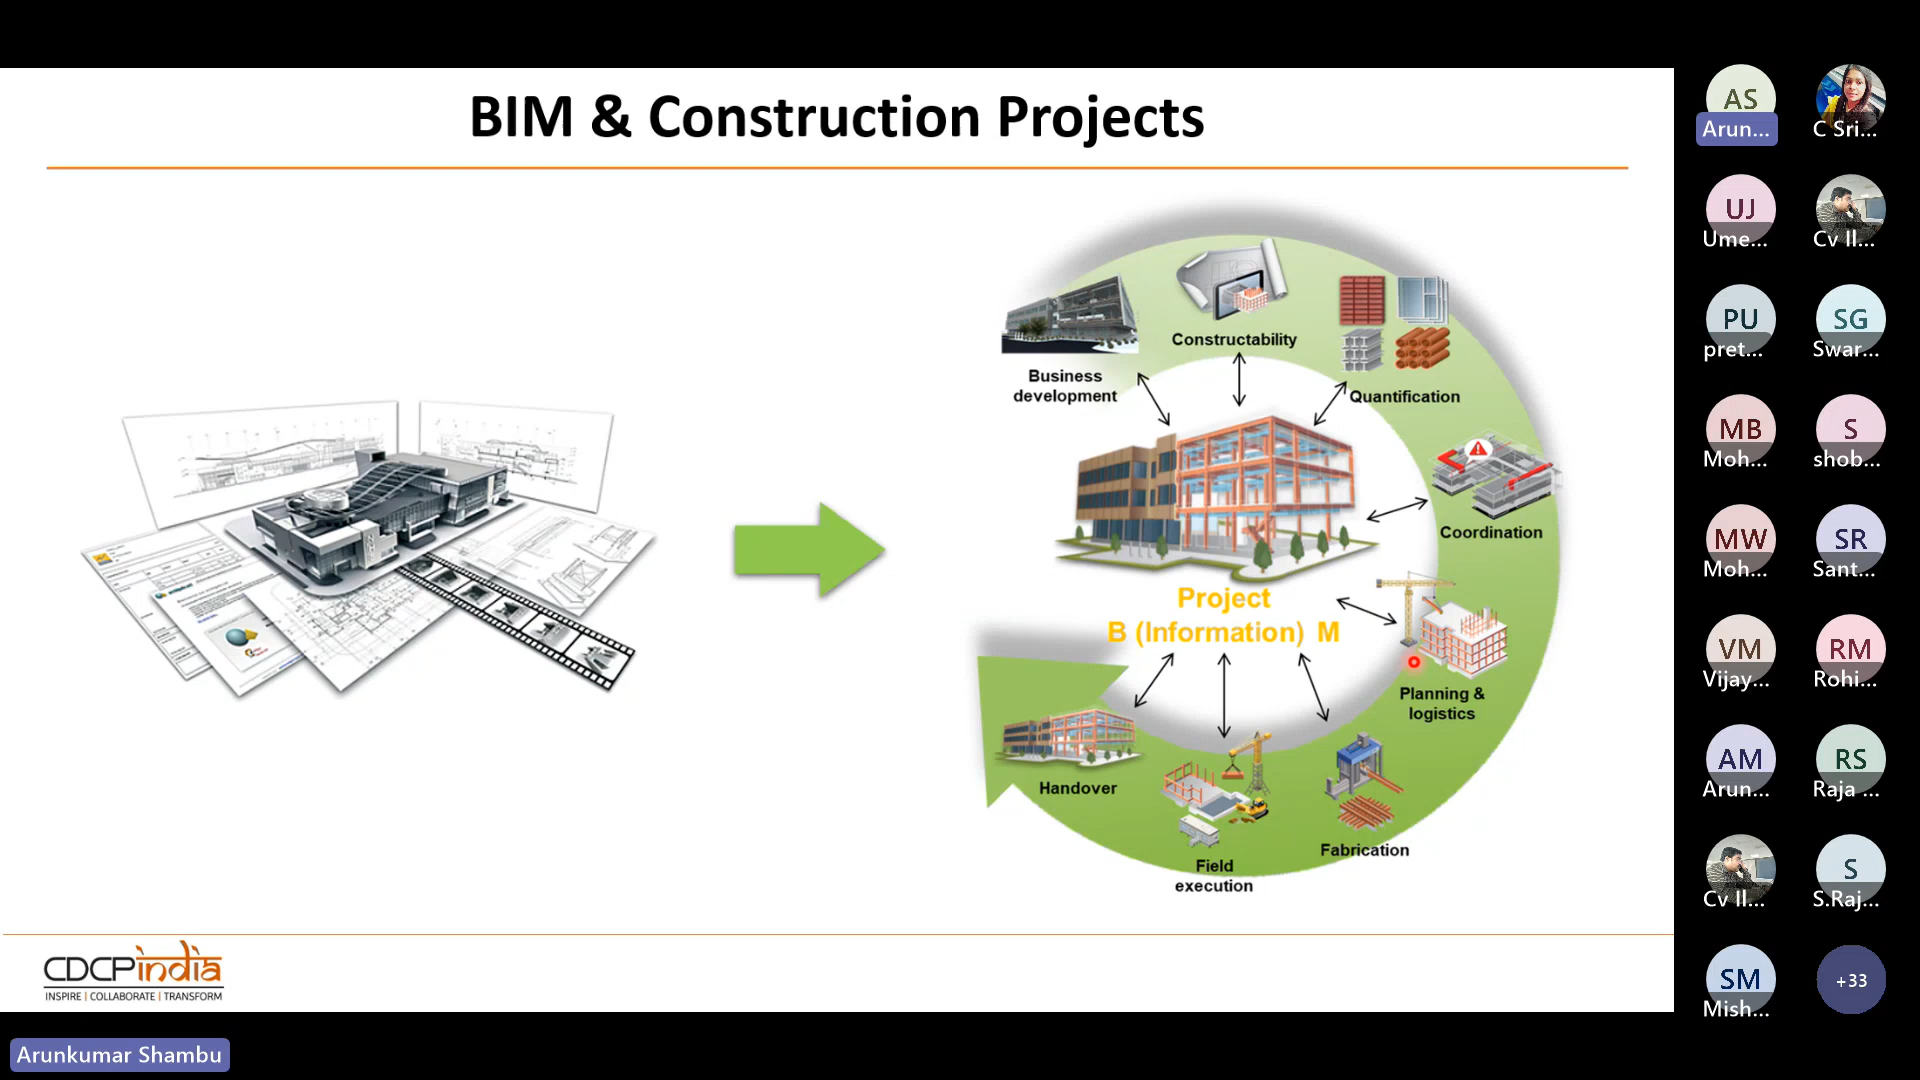 BIM & Construction Projects
Business
development
Constructability
Quantification
Coordination
Planning &
logistics
Fabrication
Field
execution
Handover
Project
B (Information) M
CDCPindia
INSPIRE | COLLABORATE | TRANSFORM
Arunkumar Shambu
AS
Arun...
C Sri...
UJ
Ume...
Cv Il...
PU
pret...
SG
Swar...
MB
Moh...
S
shob...
MW
Moh...
SR
Sant...
VM
Vijay...
RM
Rohi...
AM
Arun...
RS
Raja ...
Cv Il...
S
S.Raj...
SM
Mish...
+33